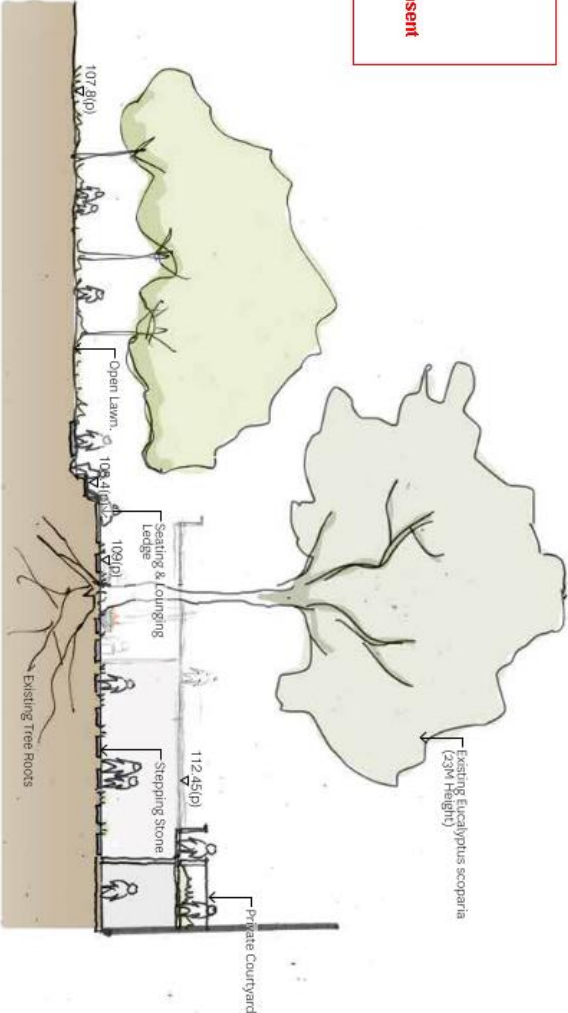 sent
107.8(p)
Open Lawn.
108.4(p)
Seating & Lounging
Ledge
109(p)
Existing Tree Roots
Stepping Stone
112.45(p)
Existing Eucalyptus scoparia
(23M Height)
Private Courtyard